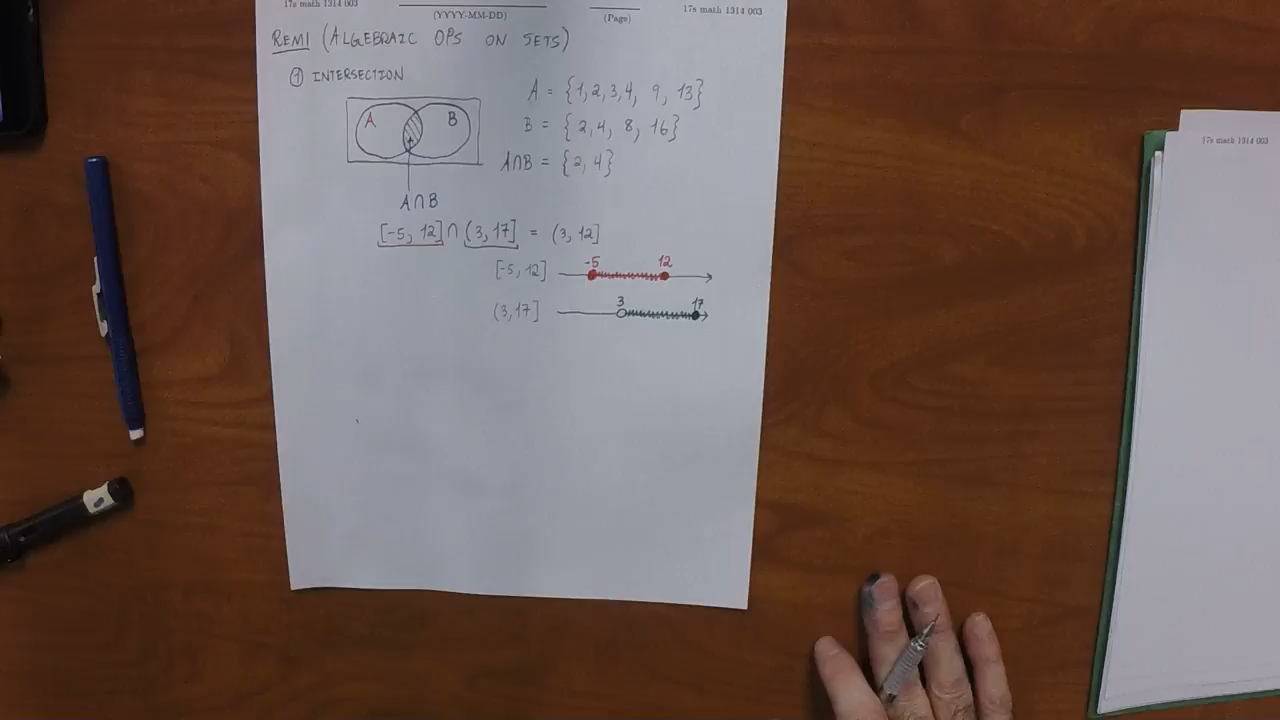 17s math 1314 003
(YYYY-MM-DD)
(Page)
17s math 1314 003
REM1 (ALGEBRAIC OPS ON SETS)
① INTERSECTION
A B
A∩B
A = {1, 2, 3, 4, 9, 13}
B = {2, 4, 8, 16}
A∩B = {2, 4}
[-5, 12] ∩ (3, 17] = (3, 12]
[-5, 12] -5 12
(3, 17] 3 17
17s math 1314 003